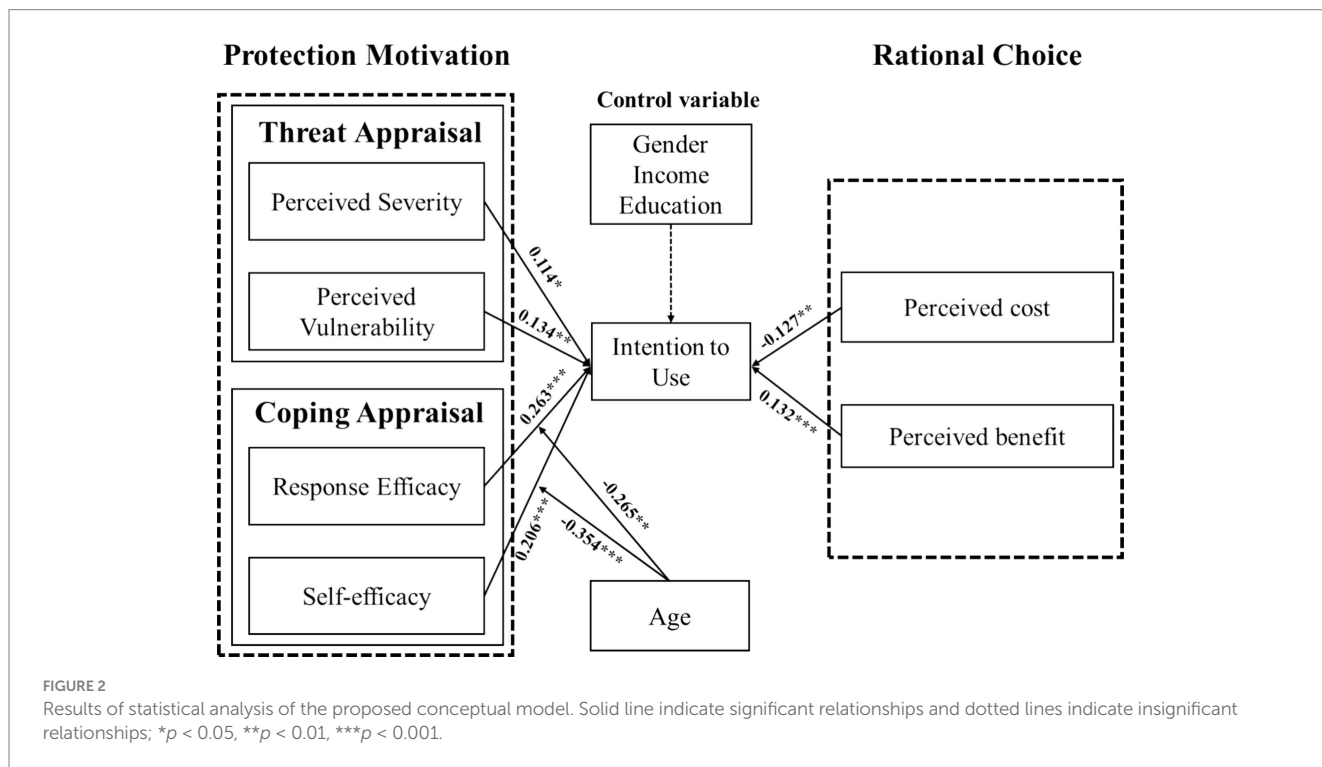 Protection Motivation
Rational Choice
Control variable
Threat Appraisal
Gender
Income
Education
Perceived Severity
0.114*
Perceived
Vulnerability
0.134**
Intention to
Use
-0.127**
Perceived cost
0.132***
Perceived benefit
Coping Appraisal
0.263***
Response Efficacy
-0.265**
0.206***
-0.354***
Self-efficacy
Age
FIGURE 2
Results of statistical analysis of the proposed conceptual model. Solid line indicate significant relationships and dotted lines indicate insignificant
relationships; *p < 0.05, **p < 0.01, ***p < 0.001.